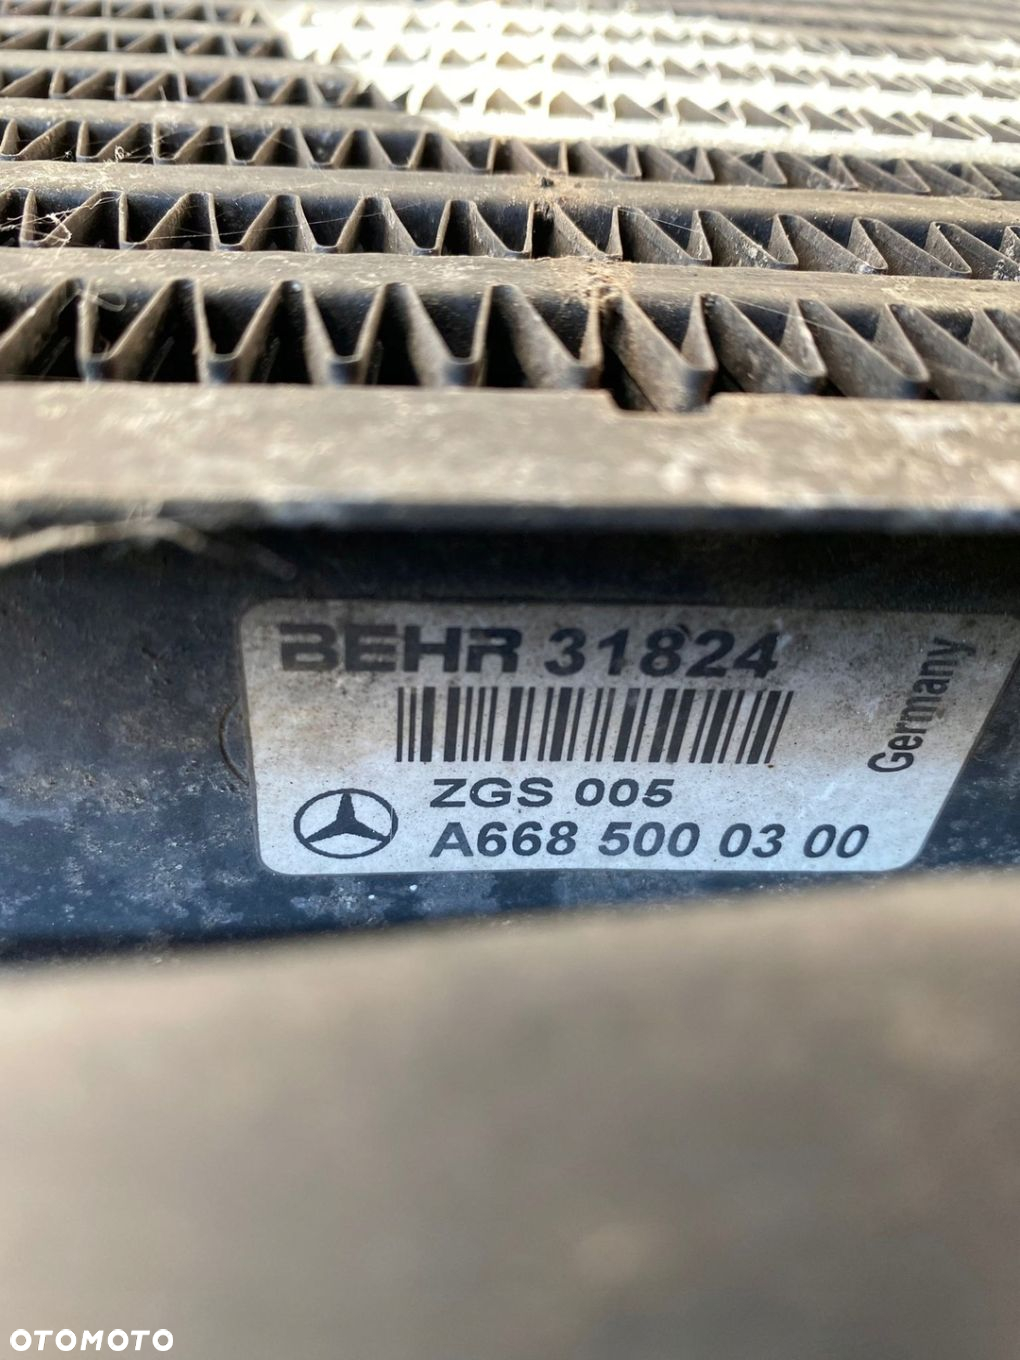 BEHR 31824
Germany
ZGS 005
A668 500 03 00
OTOMOTO